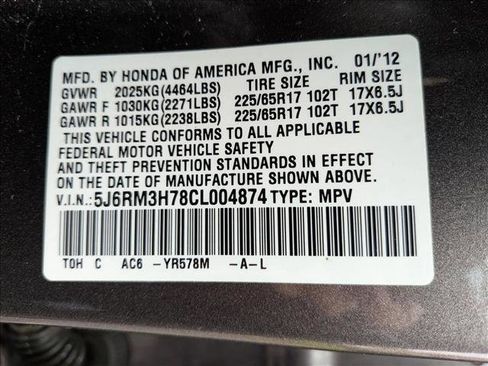 MFD. BY HONDA OF AMERICA MFG., INC. 01/'12
GVWR 2025KG(4464LBS) TIRE SIZE RIM SIZE
GAWR F 1030KG(2271LBS) 225/65R17 102T 17X6.5J
GAWR R 1015KG(2238LBS) 225/65R17 102T 17X6.5J
THIS VEHICLE CONFORMS TO ALL APPLICABLE
FEDERAL MOTOR VEHICLE SAFETY
AND THEFT PREVENTION STANDARDS IN EFFECT
ON THE DATE OF MANUFACTURE SHOWN ABOVE.
V.I.N.: 5J6RM3H78CL004874 TYPE: MPV
TOH C AC6 -YR578M -A-L